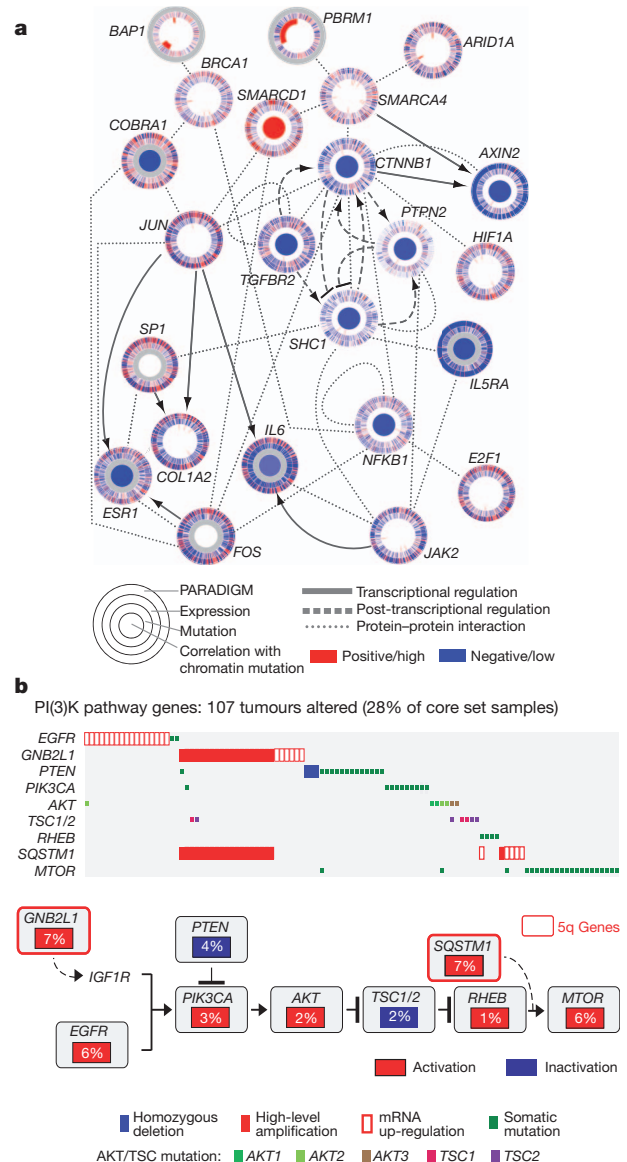 a
BAP1
PBRM1
ARID1A
BRCA1
SMARCD1
SMARCA4
COBRA1
CTNNB1
AXIN2
JUN
PTPN2
HIF1A
TGFBR2
SP1
SHC1
IL5RA
IL6
COL1A2
NFKB1
E2F1
ESR1
FOS
JAK2
PARADIGM
Expression
Mutation
Correlation with
chromatin mutation
Transcriptional regulation
Post-transcriptional regulation
Protein–protein interaction
Positive/high
Negative/low
b
PI(3)K pathway genes: 107 tumours altered (28% of core set samples)
EGFR
GNB2L1
PTEN
PIK3CA
AKT
TSC1/2
RHEB
SQSTM1
MTOR
GNB2L1
7%
PTEN
4%
SQSTM1
7%
5q Genes
IGF1R
EGFR
6%
PIK3CA
3%
AKT
2%
TSC1/2
2%
RHEB
1%
MTOR
6%
Activation
Inactivation
Homozygous
deletion
High-level
amplification
mRNA
up-regulation
Somatic
mutation
AKT/TSC mutation: AKT1 AKT2 AKT3 TSC1 TSC2